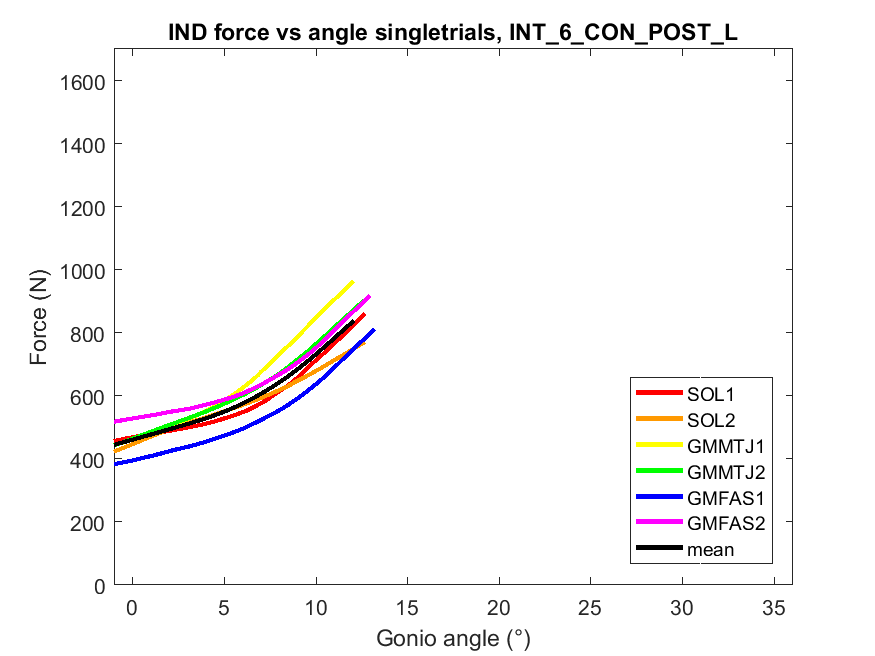 IND force vs angle singletrials, INT_6_CON_POST_L
1600
1400
1200
1000
800
600
400
200
0
Force (N)
0 5 10 15 20 25 30 35
Gonio angle (°)
SOL1
SOL2
GMMTJ1
GMMTJ2
GMFAS1
GMFAS2
mean